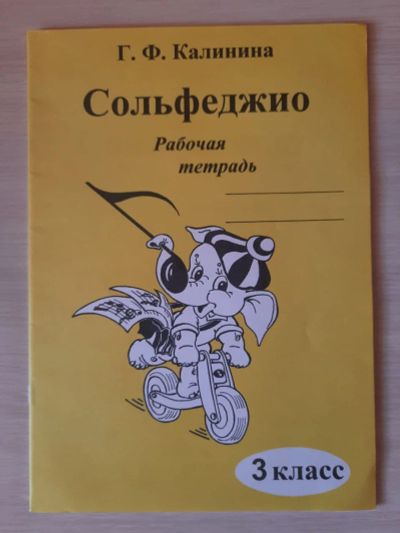 Г. Ф. Калинина
Сольфеджио
Рабочая
тетрадь
3 класс